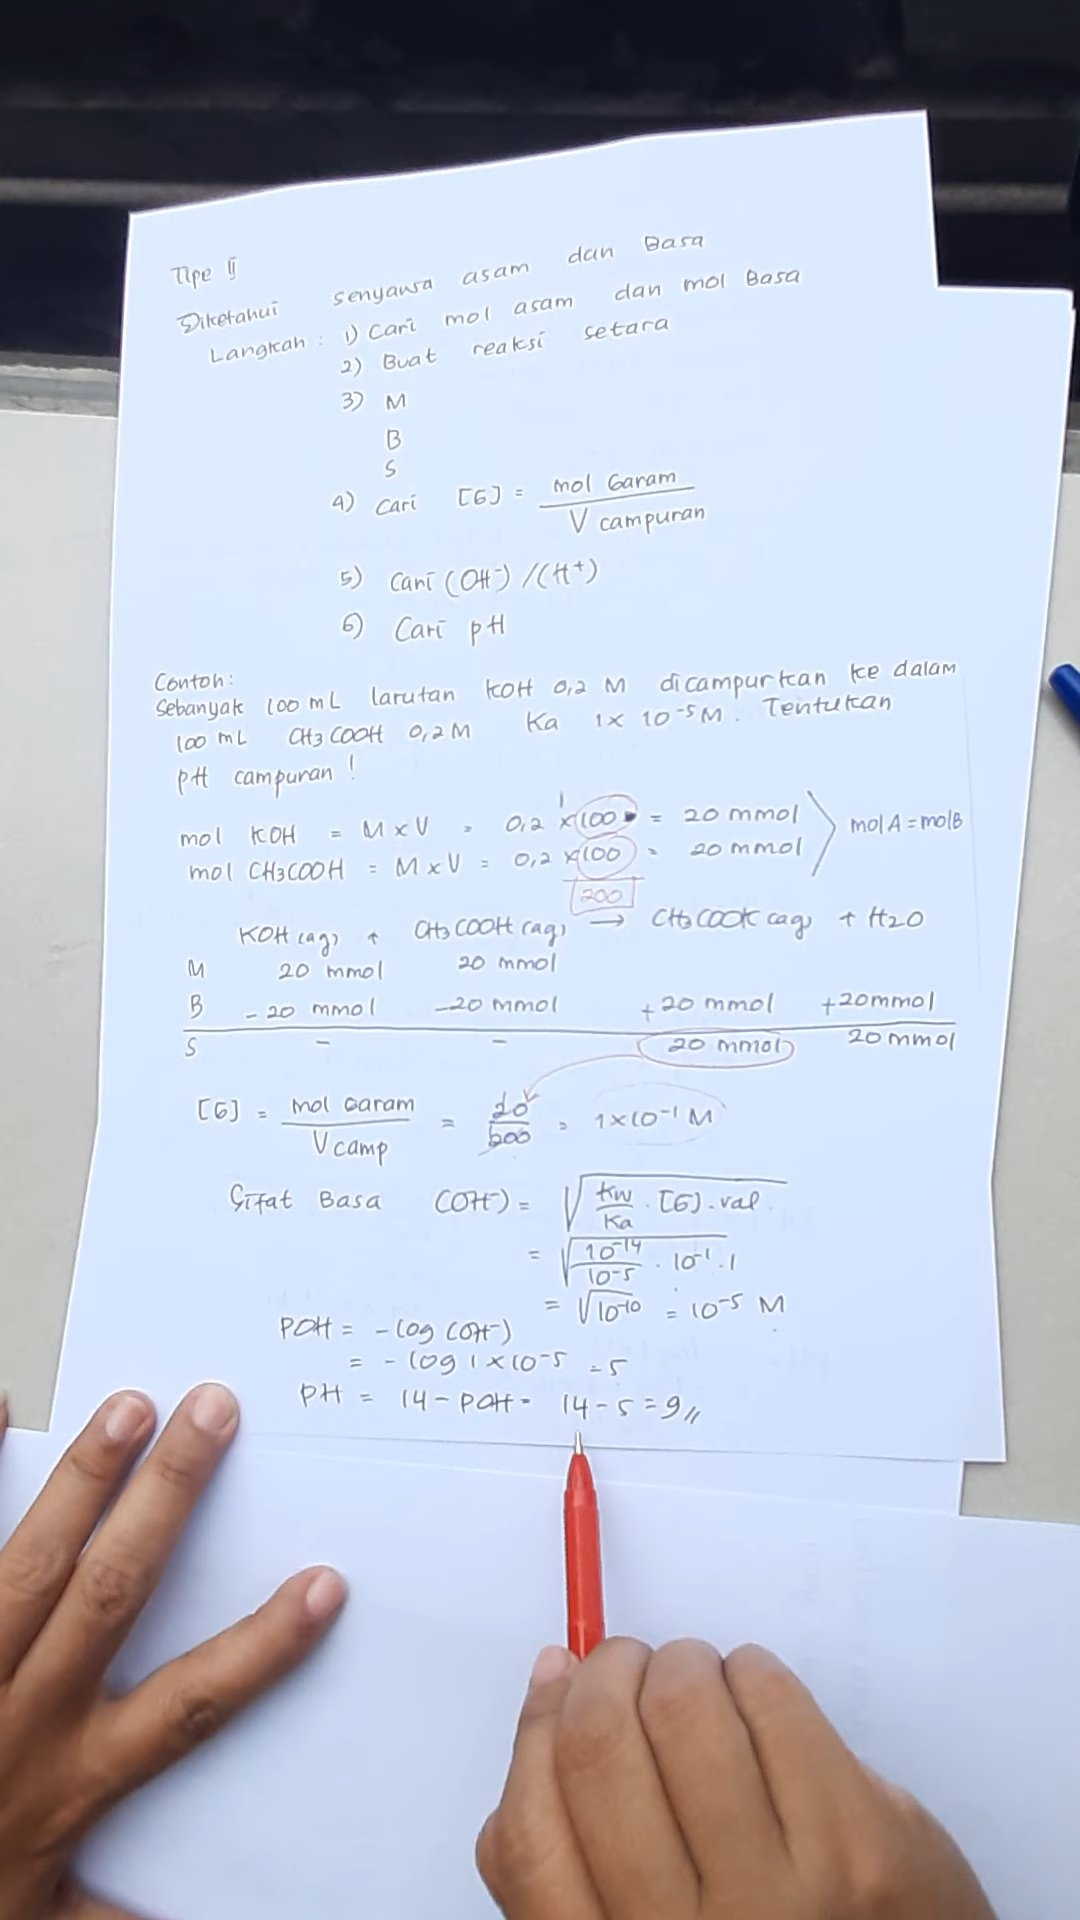 Tipe II
Diketahui senyawa asam dan Basa
Langkah : 1) Cari mol asam dan mol Basa
2) Buat reaksi setara
3) M
B
S
4) Cari [G] = mol Garam / V campuran
5) Cari (OH-) /(H+)
6) Cari pH
Contoh:
Sebanyak 100 mL larutan KOH 0,2 M dicampurkan ke dalam
100 mL CH3COOH 0,2 M Ka 1 x 10-5 M. Tentukan
pH campuran !
mol KOH = M x V = 0,2 x 100 = 20 mmol
mol CH3COOH = M x V = 0,2 x 100 = 20 mmol
mol A = mol B
200
KOH (aq) + CH3COOH (aq) → CH3COOK (aq) + H2O
M 20 mmol 20 mmol
B - 20 mmol - 20 mmol + 20 mmol + 20 mmol
S - - 20 mmol 20 mmol
[G] = mol Garam / V camp = 20 / 200 = 1 x 10-1 M
Sifat Basa (OH-) = √ Kw / Ka . [G] . val
= √ 10-14 / 10-5 . 10-1 . 1
= √10-10 = 10-5 M
POH = - log (OH-)
= - log 1 x 10-5 = 5
PH = 14 - POH = 14 - 5 = 9 //